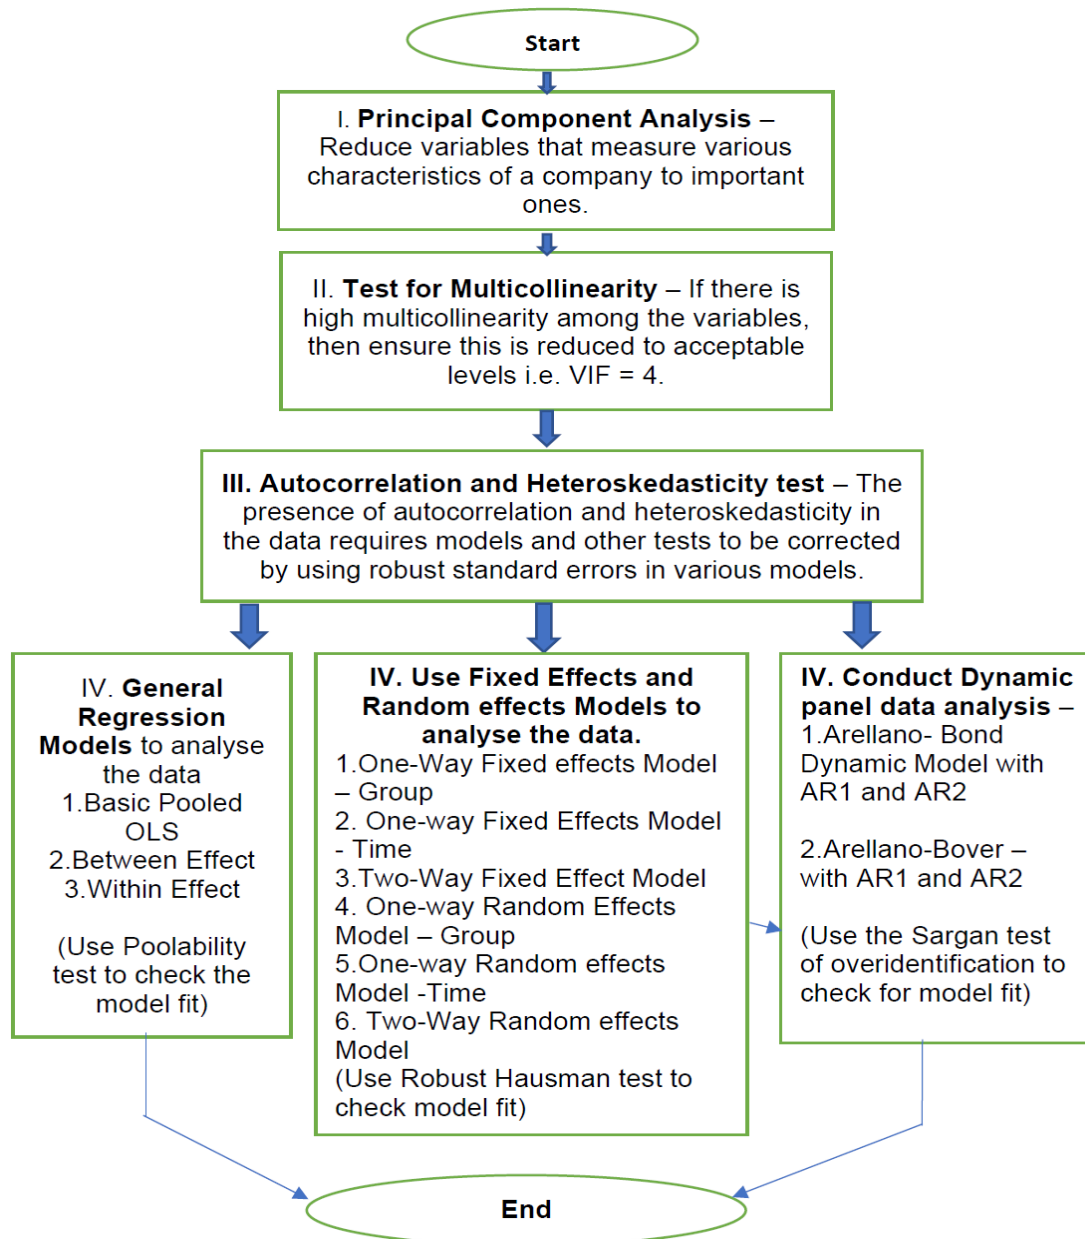 Start
I. Principal Component Analysis –
Reduce variables that measure various
characteristics of a company to important
ones.
II. Test for Multicollinearity – If there is
high multicollinearity among the variables,
then ensure this is reduced to acceptable
levels i.e. VIF = 4.
III. Autocorrelation and Heteroskedasticity test – The
presence of autocorrelation and heteroskedasticity in
the data requires models and other tests to be corrected
by using robust standard errors in various models.
IV. General
Regression
Models to analyse
the data
1.Basic Pooled
OLS
2.Between Effect
3.Within Effect
(Use Poolability
test to check the
model fit)
IV. Use Fixed Effects and
Random effects Models to
analyse the data.
1.One-Way Fixed effects Model
– Group
2. One-way Fixed Effects Model
- Time
3.Two-Way Fixed Effect Model
4. One-way Random Effects
Model – Group
5.One-way Random effects
Model -Time
6. Two-Way Random effects
Model
(Use Robust Hausman test to
check model fit)
IV. Conduct Dynamic
panel data analysis –
1.Arellano- Bond
Dynamic Model with
AR1 and AR2
2.Arellano-Bover –
with AR1 and AR2
(Use the Sargan test
of overidentification to
check for model fit)
End